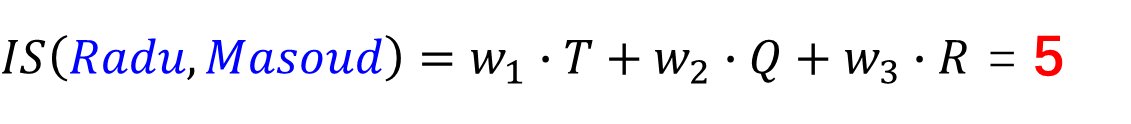 IS(Radu, Masoud) = w₁ · T + w₂ · Q + w₃ · R = 5